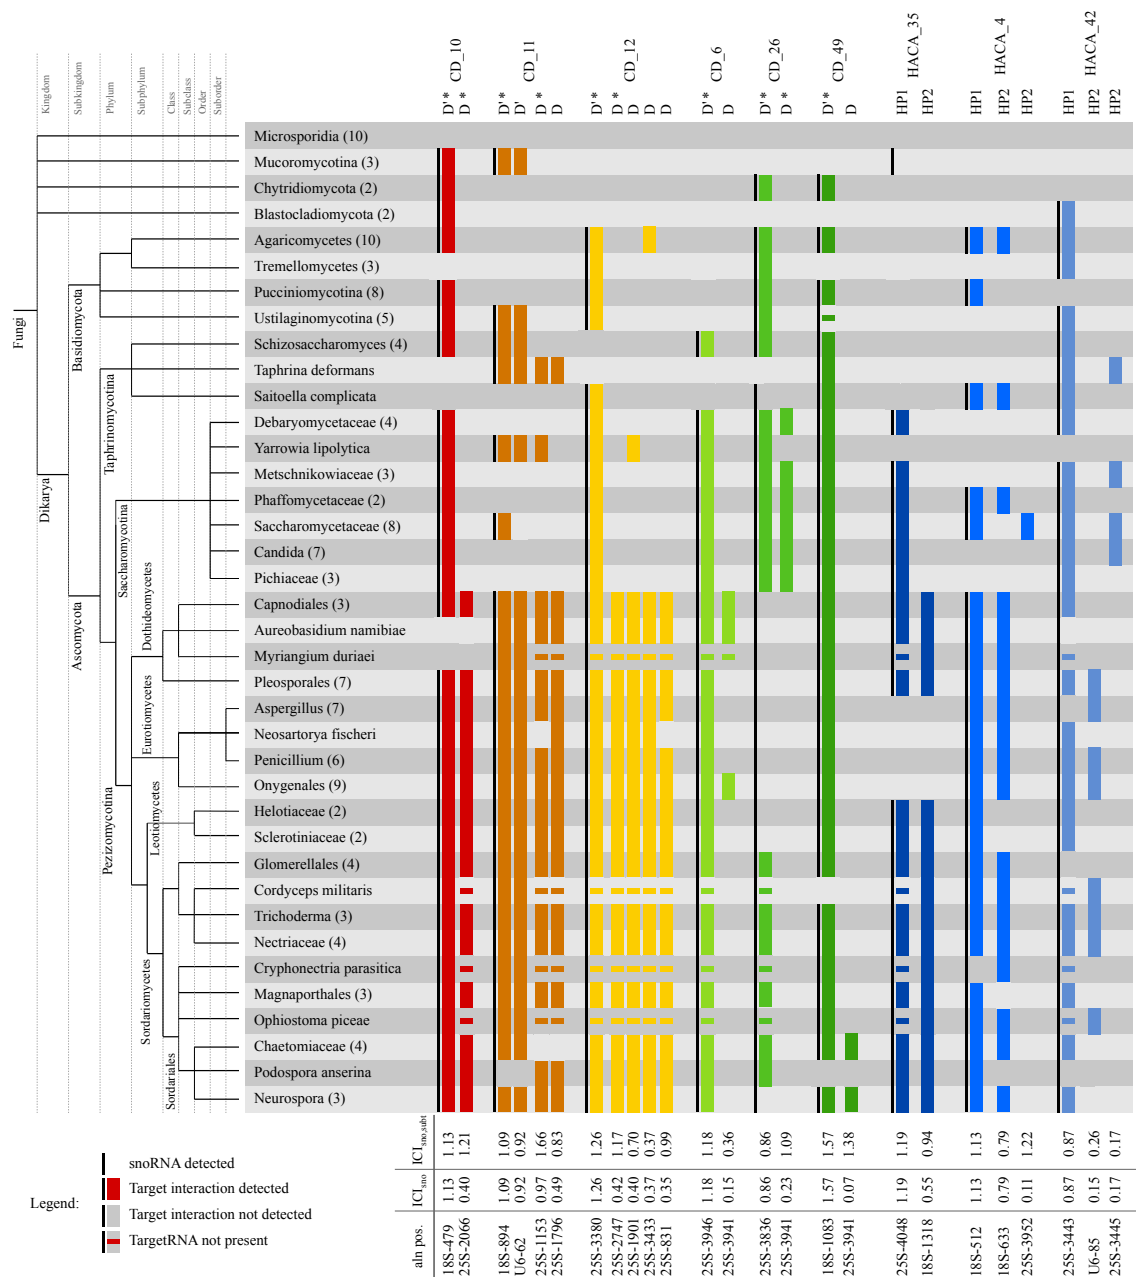 Kingdom
Subkingdom
Phylum
Subphylum
Class
Subclass
Order
Suborder
CD_10
CD_11
CD_12
CD_6
CD_26
CD_49
HACA_35
HACA_4
HACA_42
D'* D * D'* D' D * D D'* D * D D D D'* D D'* D * D'* D HP1 HP2 HP1 HP2 HP2 HP1 HP2 HP2
Fungi
Dikarya
Basidiomycota
Ascomycota
Taphrinomycotina
Saccharomycotina
Pezizomycotina
Dothideomycetes
Eurotiomycetes
Leotiomycetes
Sordariomycetes
Sordariales
Microsporidia (10)
Mucoromycotina (3)
Chytridiomycota (2)
Blastocladiomycota (2)
Agaricomycetes (10)
Tremellomycetes (3)
Pucciniomycotina (8)
Ustilaginomycotina (5)
Schizosaccharomyces (4)
Taphrina deformans
Saitoella complicata
Debaryomycetaceae (4)
Yarrowia lipolytica
Metschnikowiaceae (3)
Phaffomycetaceae (2)
Saccharomycetaceae (8)
Candida (7)
Pichiaceae (3)
Capnodiales (3)
Aureobasidium namibiae
Myriangium duriaei
Pleosporales (7)
Aspergillus (7)
Neosartorya fischeri
Penicillium (6)
Onygenales (9)
Helotiaceae (2)
Sclerotiniaceae (2)
Glomerellales (4)
Cordyceps militaris
Trichoderma (3)
Nectriaceae (4)
Cryphonectria parasitica
Magnaporthales (3)
Ophiostoma piceae
Chaetomiaceae (4)
Podospora anserina
Neurospora (3)
ICI sno,subt 1.13 1.21 1.09 0.92 1.66 0.83 1.26 1.17 0.70 0.37 0.99 1.18 0.36 0.86 1.09 1.57 1.38 1.19 0.94 1.13 0.79 1.22 0.87 0.26 0.17
ICI sno 1.13 0.40 1.09 0.92 0.97 0.49 1.26 0.42 0.40 0.37 0.35 1.18 0.15 0.86 0.23 1.57 0.07 1.19 0.55 1.13 0.79 0.11 0.87 0.15 0.17
aln pos. 18S-479 25S-2066 18S-894 U6-62 25S-1153 25S-1796 25S-3380 25S-2747 25S-1901 25S-3433 25S-831 25S-3946 25S-3941 25S-3836 25S-3941 18S-1083 25S-3941 25S-4048 18S-1318 18S-512 18S-633 25S-3952 25S-3443 U6-85 25S-3445
Legend:
snoRNA detected
Target interaction detected
Target interaction not detected
TargetRNA not present